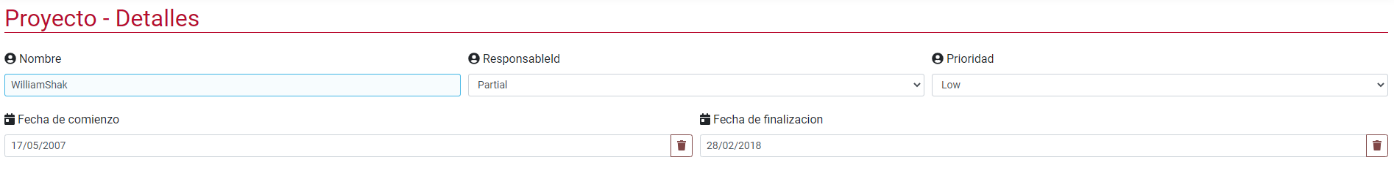 Proyecto - Detalles
Nombre ResponsableId Prioridad
WilliamShak Partial Low
Fecha de comienzo Fecha de finalizacion
17/05/2007 28/02/2018